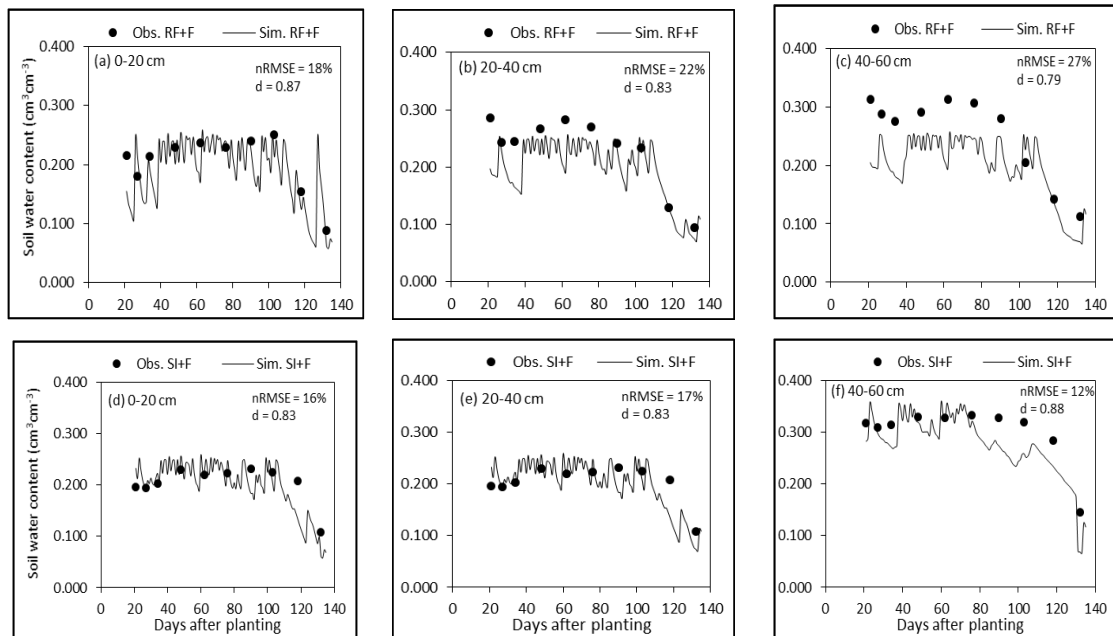 Obs. RF+F Sim. RF+F
(a) 0-20 cm
nRMSE = 18%
d = 0.87
Soil water content (cm³cm⁻³)
0.400
0.300
0.200
0.100
0.000
0 20 40 60 80 100 120 140
Obs. RF+F Sim. RF+F
(b) 20-40 cm
nRMSE = 22%
d = 0.83
0.400
0.300
0.200
0.100
0.000
0 20 40 60 80 100 120 140
Obs. RF+F Sim. RF+F
(c) 40-60 cm
nRMSE = 27%
d = 0.79
0.400
0.300
0.200
0.100
0.000
0 20 40 60 80 100 120 140
Obs. SI+F Sim. SI+F
(d) 0-20 cm
nRMSE = 16%
d = 0.83
Soil water content (cm³cm⁻³)
0.400
0.300
0.200
0.100
0.000
0 20 40 60 80 100 120 140
Days after planting
Obs. SI+F Sim. SI+F
(e) 20-40 cm
nRMSE = 17%
d = 0.83
0.400
0.300
0.200
0.100
0.000
0 20 40 60 80 100 120 140
Days after planting
Obs. SI+F Sim. SI+F
(f) 40-60 cm
nRMSE = 12%
d = 0.88
0.400
0.300
0.200
0.100
0.000
0 20 40 60 80 100 120 140
Days after planting